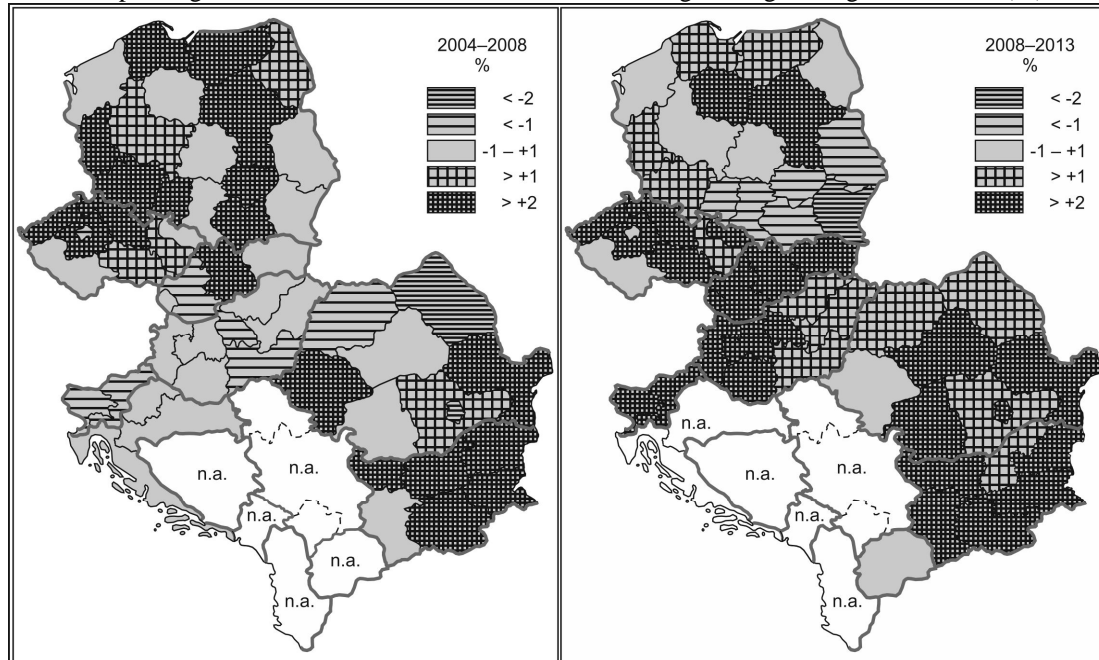 2004–2008
%
< -2
< -1
-1 – +1
> +1
> +2
n.a.
n.a.
n.a.
n.a.
n.a.
2008–2013
%
< -2
< -1
-1 – +1
> +1
> +2
n.a.
n.a.
n.a.
n.a.
n.a.